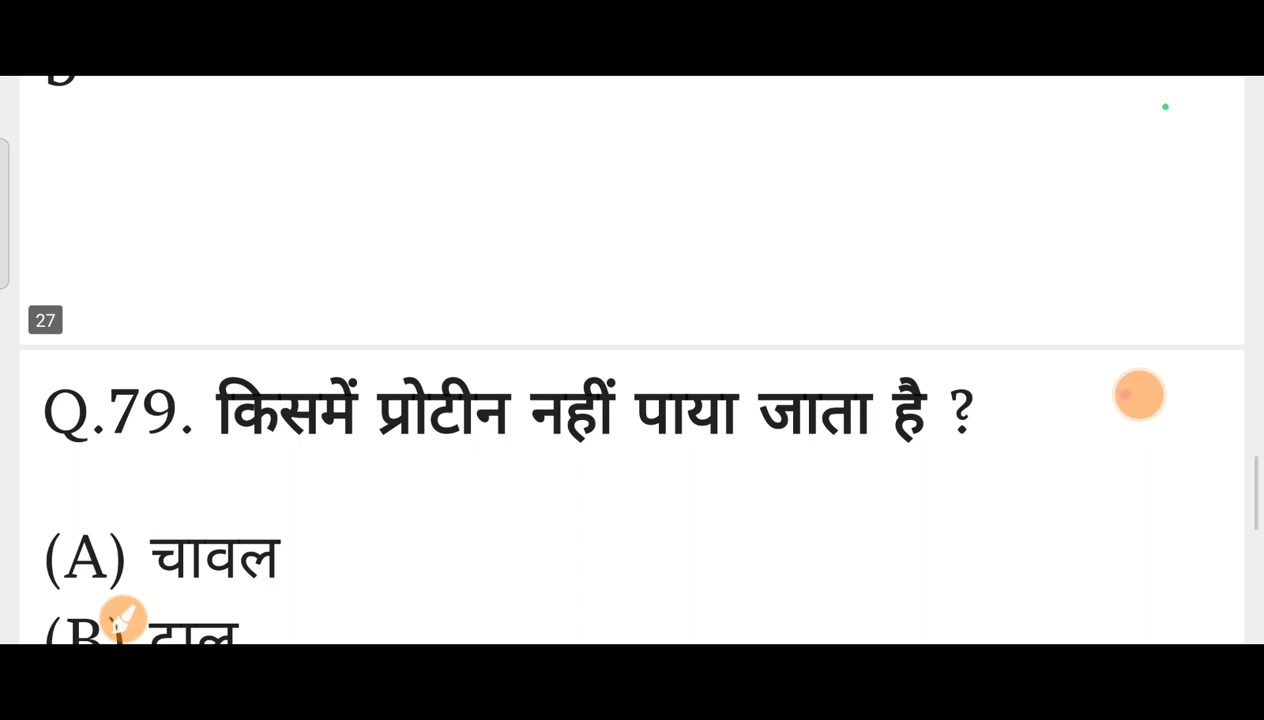 27
Q.79. किसमें प्रोटीन नहीं पाया जाता है ?
(A) चावल
(B) दाल